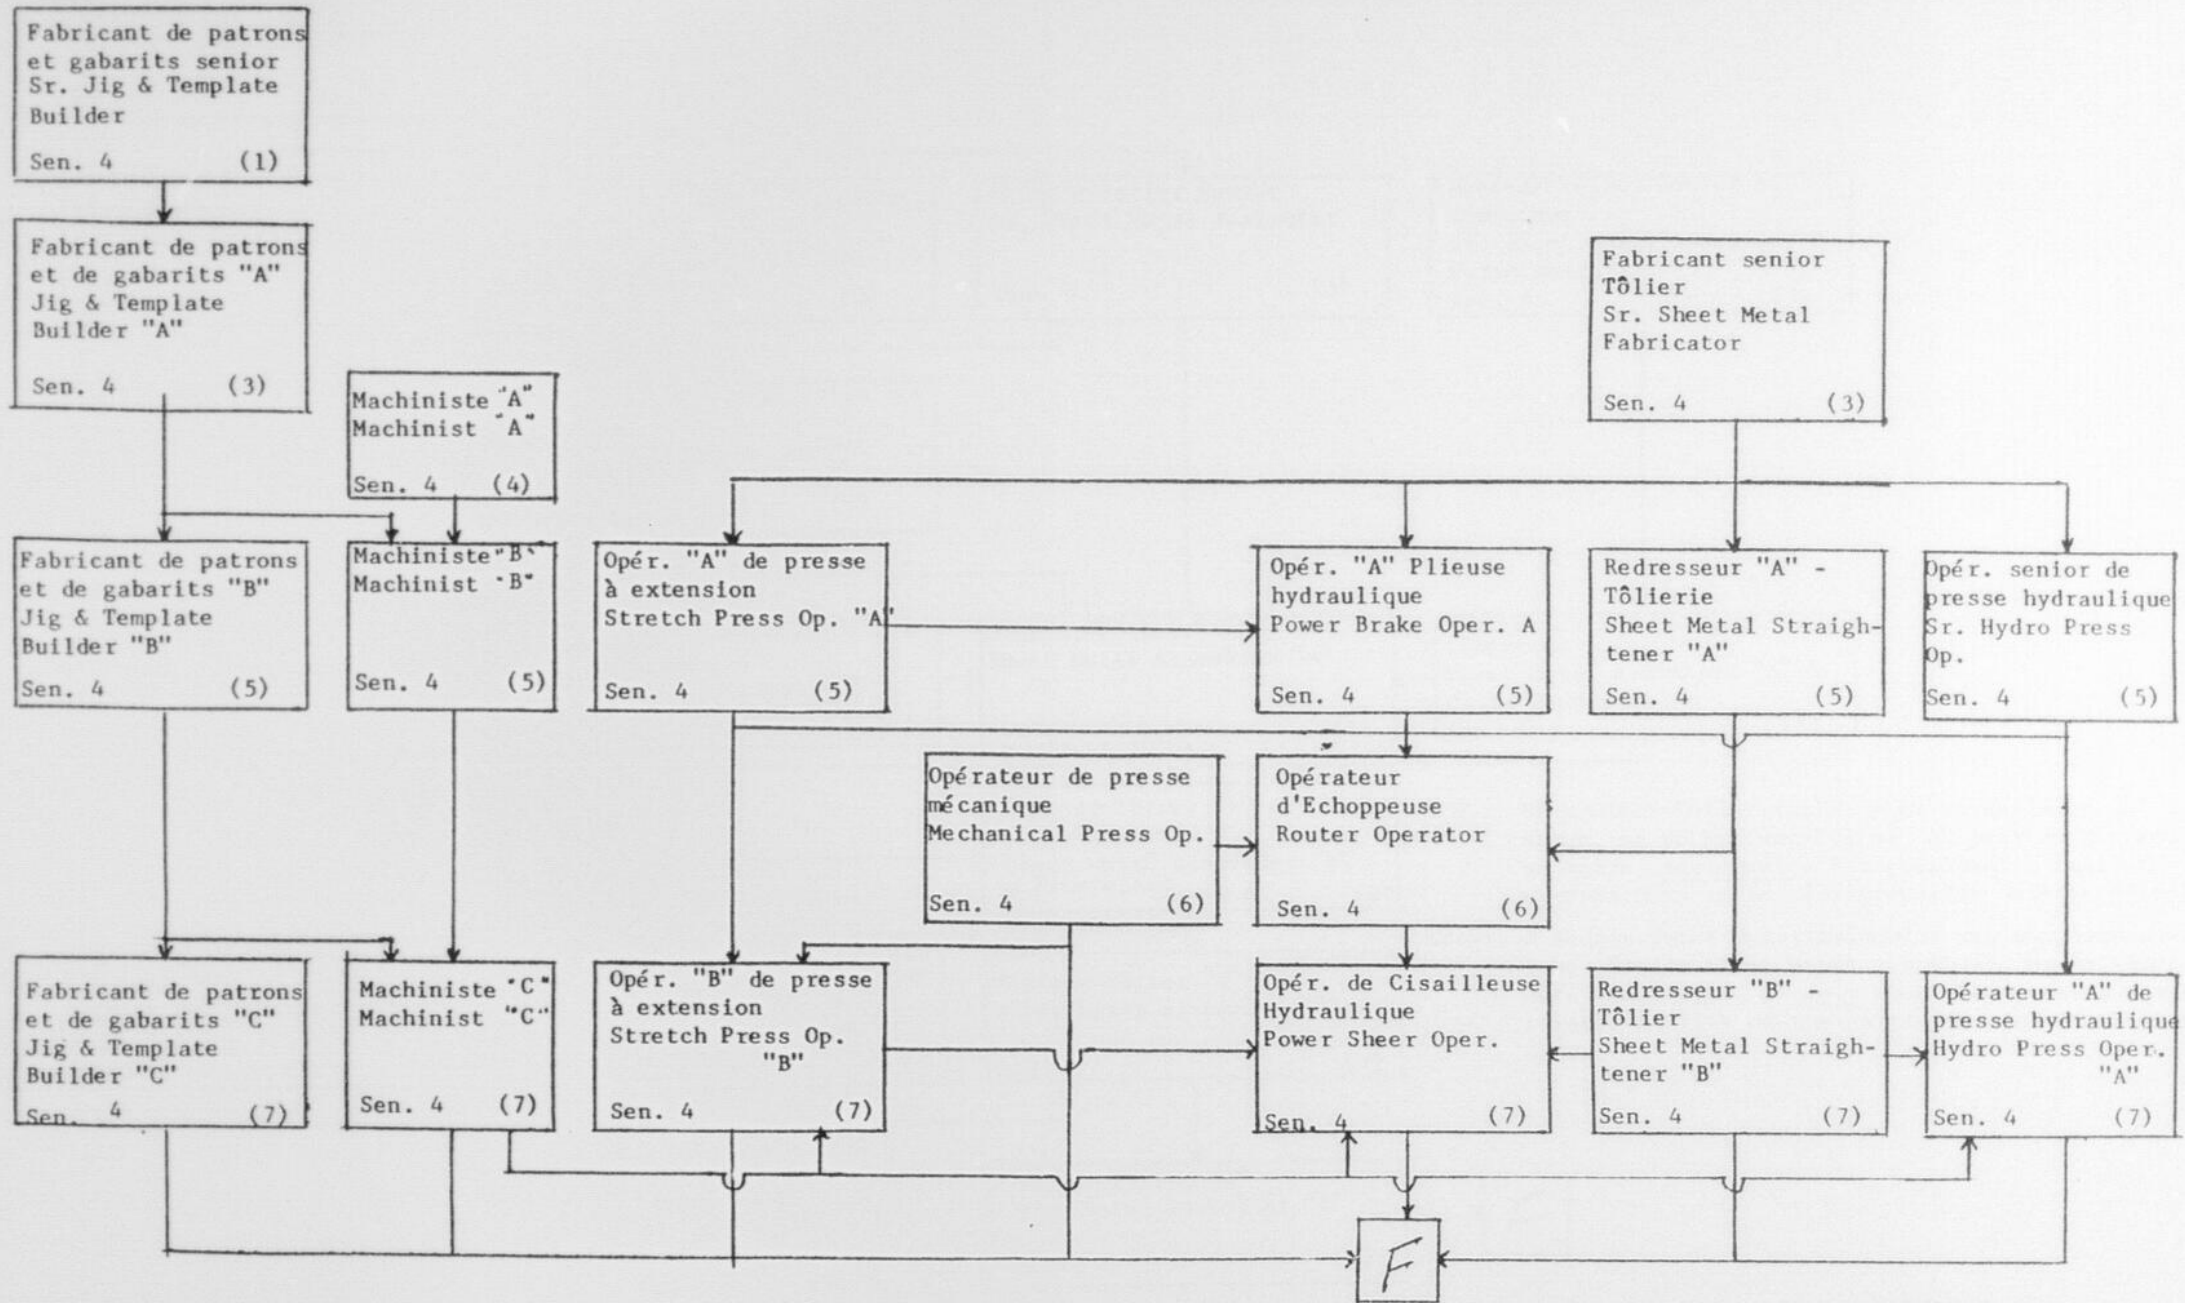 Fabricant de patrons
et gabarits senior
Sr. Jig & Template
Builder
Sen. 4 (1)
Fabricant de patrons
et de gabarits "A"
Jig & Template
Builder "A"
Sen. 4 (3)
Machiniste "A"
Machinist "A"
Sen. 4 (4)
Fabricant senior
Tôlier
Sr. Sheet Metal
Fabricator
Sen. 4 (3)
Fabricant de patrons
et de gabarits "B"
Jig & Template
Builder "B"
Sen. 4 (5)
Machiniste "B"
Machinist "B"
Sen. 4 (5)
Opér. "A" de presse
à extension
Stretch Press Op. "A"
Sen. 4 (5)
Opér. "A" Plieuse
hydraulique
Power Brake Oper. A
Sen. 4 (5)
Redresseur "A" -
Tôlierie
Sheet Metal Straigh-
tener "A"
Sen. 4 (5)
Opér. senior de
presse hydraulique
Sr. Hydro Press
Op.
Sen. 4 (5)
Opérateur de presse
mécanique
Mechanical Press Op.
Sen. 4 (6)
Opérateur
d'Echoppeuse
Router Operator
Sen. 4 (6)
Fabricant de patrons
et de gabarits "C"
Jig & Template
Builder "C"
Sen. 4 (7)
Machiniste "C"
Machinist "C"
Sen. 4 (7)
Opér. "B" de presse
à extension
Stretch Press Op.
"B"
Sen. 4 (7)
Opér. de Cisailleuse
Hydraulique
Power Sheer Oper.
Sen. 4 (7)
Redresseur "B" -
Tôlier
Sheet Metal Straigh-
tener "B"
Sen. 4 (7)
Opérateur "A" de
presse hydraulique
Hydro Press Oper.
"A"
Sen. 4 (7)
F